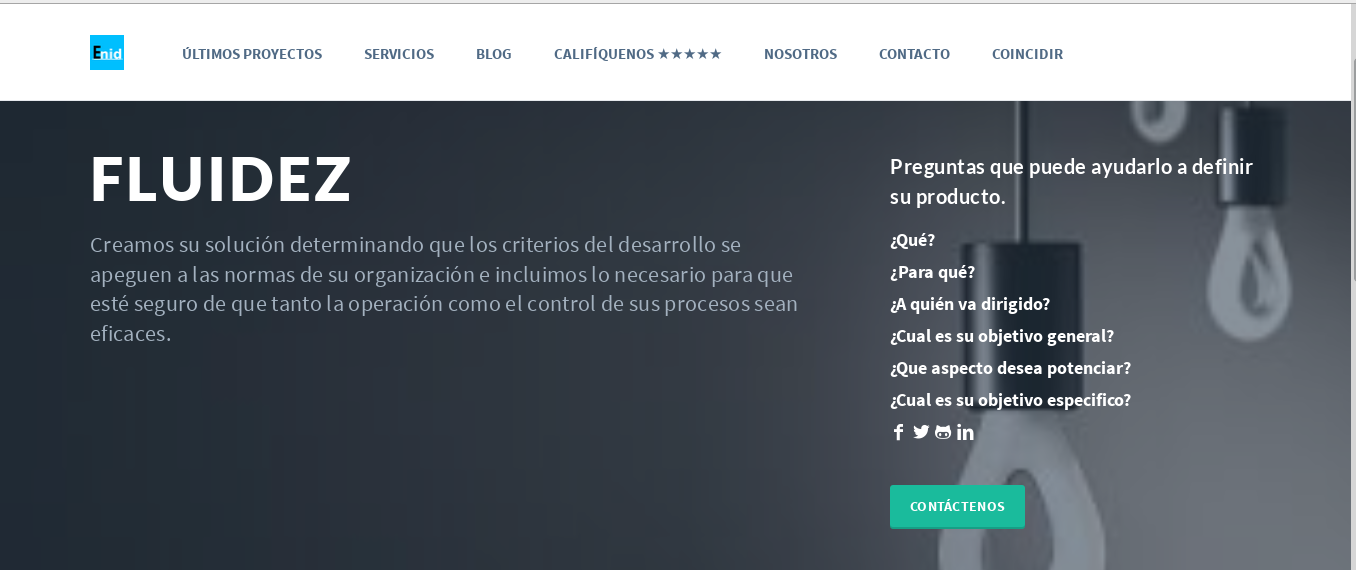 Enid
ÚLTIMOS PROYECTOS SERVICIOS BLOG CALIFÍQUENOS ★★★★★ NOSOTROS CONTACTO COINCIDIR
FLUIDEZ
Creamos su solución determinando que los criterios del desarrollo se
apeguen a las normas de su organización e incluimos lo necesario para que
esté seguro de que tanto la operación como el control de sus procesos sean
eficaces.
Preguntas que puede ayudarlo a definir
su producto.
¿Qué?
¿Para qué?
¿A quién va dirigido?
¿Cual es su objetivo general?
¿Que aspecto desea potenciar?
¿Cual es su objetivo especifico?
CONTÁCTENOS